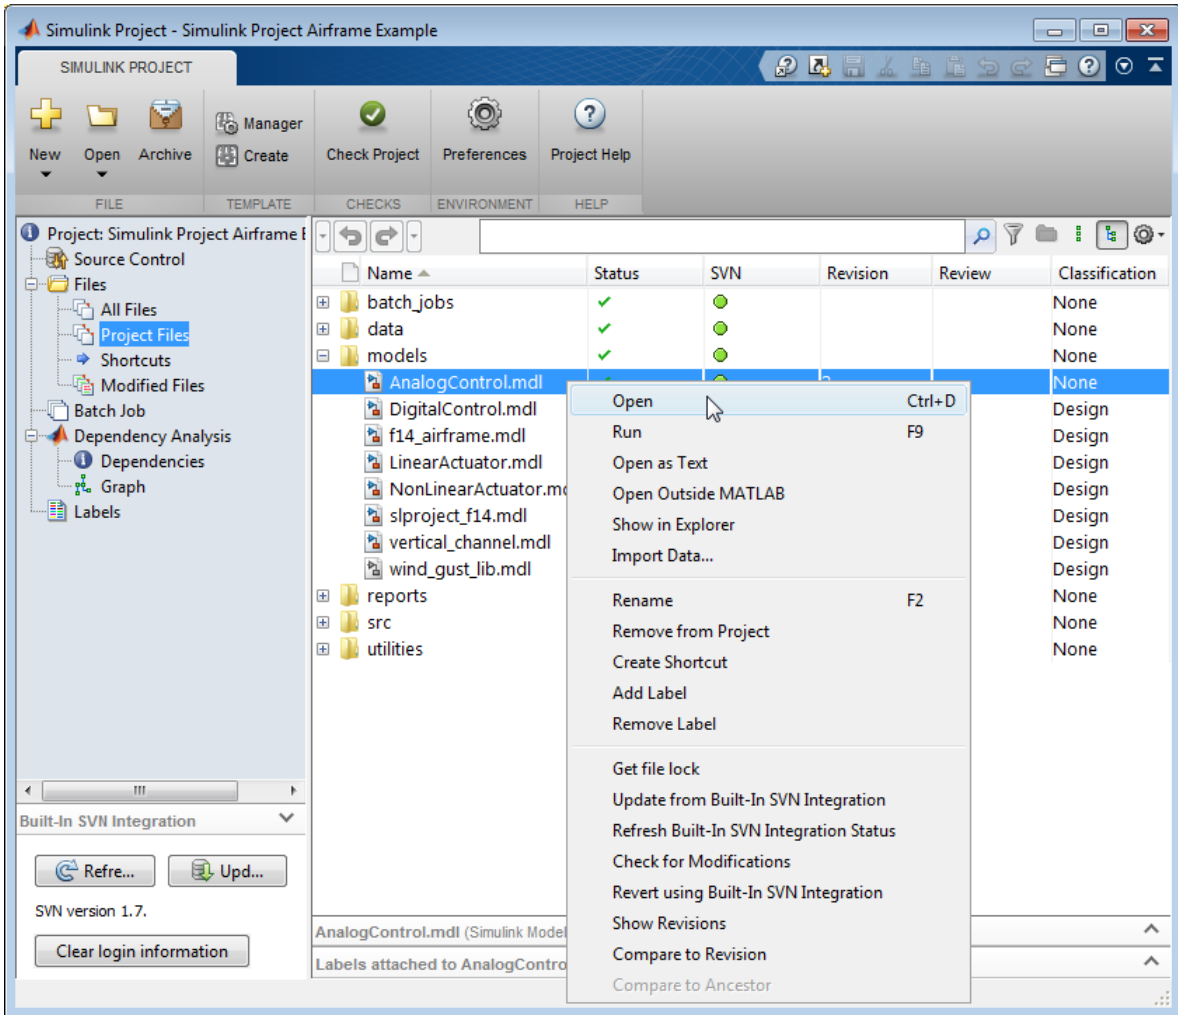 Simulink Project - Simulink Project Airframe Example
SIMULINK PROJECT
New
Open
Archive
Manager
Create
Check Project
Preferences
Project Help
FILE
TEMPLATE
CHECKS
ENVIRONMENT
HELP
Project: Simulink Project Airframe E
Source Control
Files
All Files
Project Files
Shortcuts
Modified Files
Batch Job
Dependency Analysis
Dependencies
Graph
Labels
Built-In SVN Integration
Refre...
Upd...
SVN version 1.7.
Clear login information
Name Status SVN Revision Review Classification
batch_jobs None
data None
models None
AnalogControl.mdl None
DigitalControl.mdl Design
f14_airframe.mdl Design
LinearActuator.mdl Design
NonLinearActuator.md Design
slproject_f14.mdl Design
vertical_channel.mdl Design
wind_gust_lib.mdl Design
reports None
src None
utilities None
Open Ctrl+D
Run F9
Open as Text
Open Outside MATLAB
Show in Explorer
Import Data...
Rename F2
Remove from Project
Create Shortcut
Add Label
Remove Label
Get file lock
Update from Built-In SVN Integration
Refresh Built-In SVN Integration Status
Check for Modifications
Revert using Built-In SVN Integration
Show Revisions
Compare to Revision
Compare to Ancestor
AnalogControl.mdl (Simulink Model
Labels attached to AnalogContro